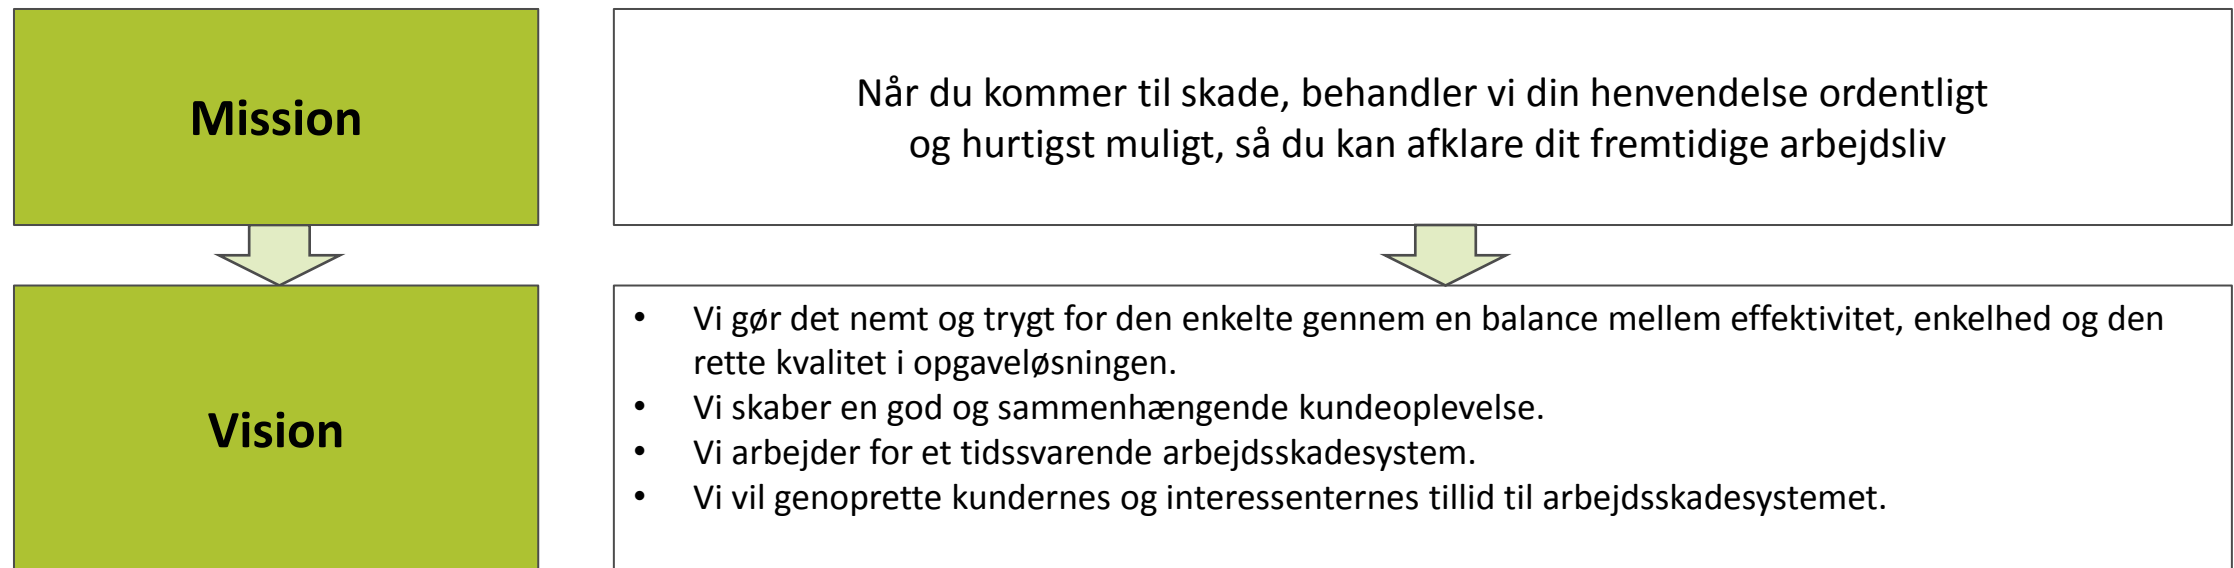 Mission
Når du kommer til skade, behandler vi din henvendelse ordentligt
og hurtigst muligt, så du kan afklare dit fremtidige arbejdsliv
Vision
• Vi gør det nemt og trygt for den enkelte gennem en balance mellem effektivitet, enkelhed og den
rette kvalitet i opgaveløsningen.
• Vi skaber en god og sammenhængende kundeoplevelse.
• Vi arbejder for et tidssvarende arbejdsskadesystem.
• Vi vil genoprette kundernes og interessenternes tillid til arbejdsskadesystemet.